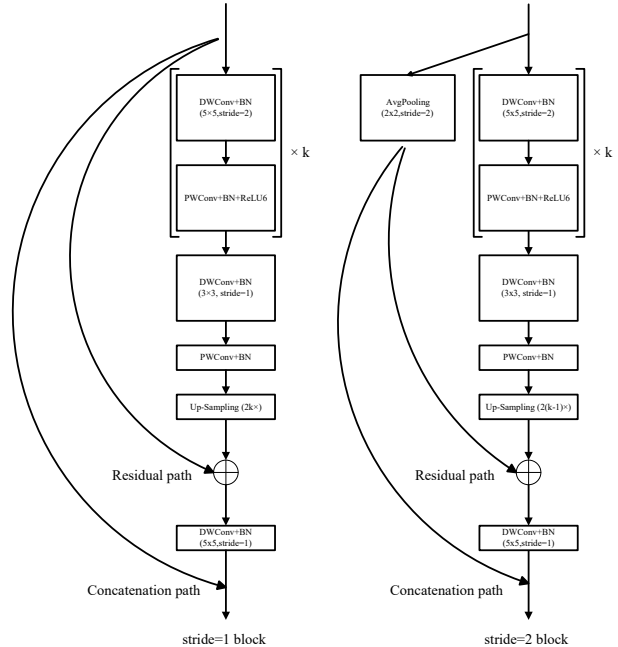 DWConv+BN
(5×5,stride=2)
PWConv+BN+ReLU6
× k
DWConv+BN
(3×3, stride=1)
PWConv+BN
Up-Sampling (2k×)
Residual path
DWConv+BN
(5x5,stride=1)
Concatenation path
stride=1 block
AvgPooling
(2x2,stride=2)
DWConv+BN
(5x5,stride=2)
PWConv+BN+ReLU6
× k
DWConv+BN
(3x3, stride=1)
PWConv+BN
Up-Sampling (2(k-1)×)
Residual path
DWConv+BN
(5x5,stride=1)
Concatenation path
stride=2 block